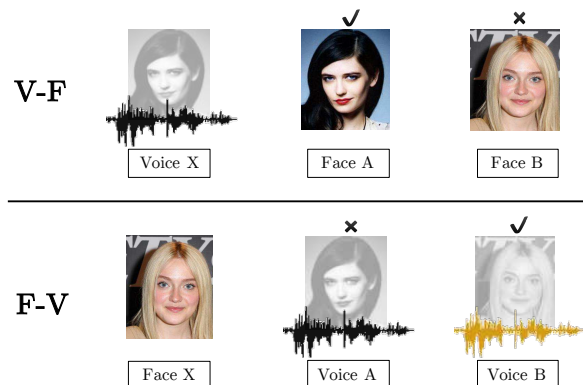 V-F
Voice X
Face A
Face B
F-V
Face X
Voice A
Voice B